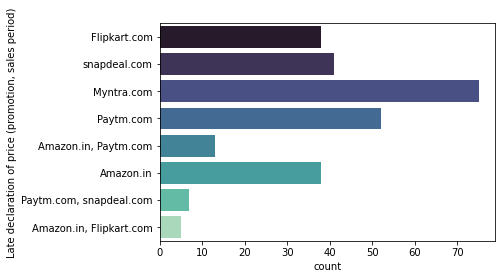 Late declaration of price (promotion, sales period)
Flipkart.com
snapdeal.com
Myntra.com
Paytm.com
Amazon.in, Paytm.com
Amazon.in
Paytm.com, snapdeal.com
Amazon.in, Flipkart.com
0 10 20 30 40 50 60 70
count